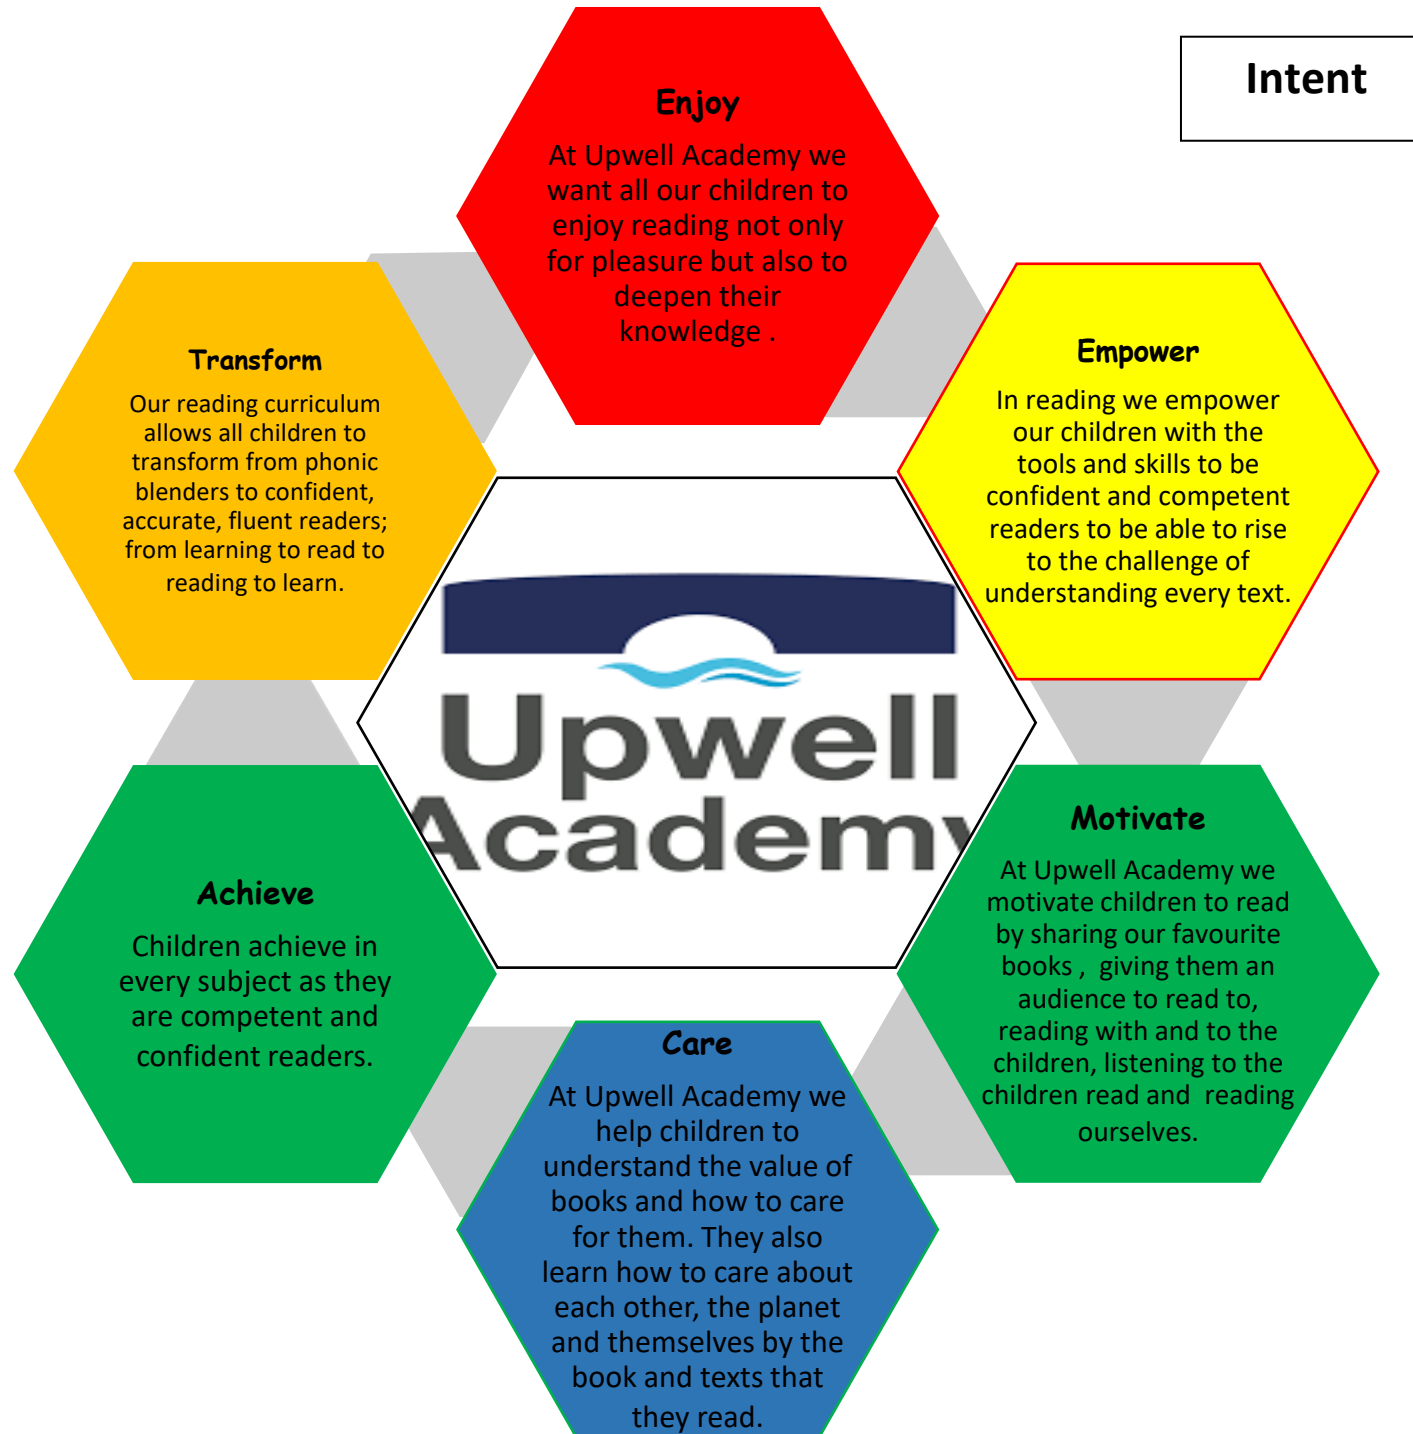 Intent
Enjoy
At Upwell Academy we
want all our children to
enjoy reading not only
for pleasure but also to
deepen their
knowledge .
Empower
In reading we empower
our children with the
tools and skills to be
confident and competent
readers to be able to rise
to the challenge of
understanding every text.
Motivate
At Upwell Academy we
motivate children to read
by sharing our favourite
books ,  giving them an
audience to read to,
reading with and to the
children, listening to the
children read and  reading
ourselves.
Care
At Upwell Academy we
help children to
understand the value of
books and how to care
for them. They also
learn how to care about
each other, the planet
and themselves by the
book and texts that
they read.
Achieve
Children achieve in
every subject as they
are competent and
confident readers.
Transform
Our reading curriculum
allows all children to
transform from phonic
blenders to confident,
accurate, fluent readers;
from learning to read to
reading to learn.
Upwell
Academy